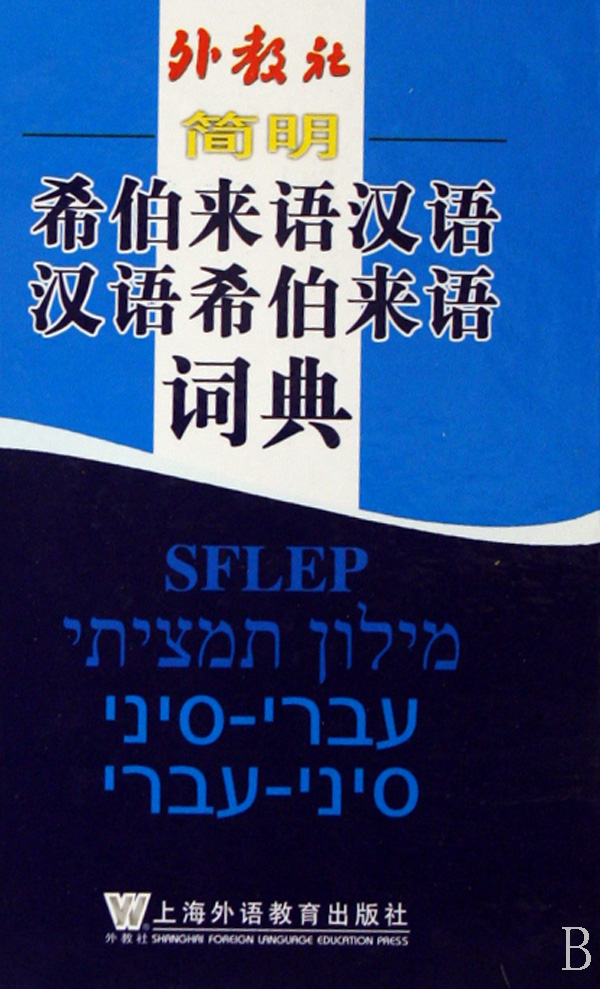 外教社
简明
希伯来语汉语
汉语希伯来语
词典
SFLEP
מילון תמציתי
עברי-סיני
סיני-עברי
W®上海外语教育出版社
外教社 SHANGHAI FOREIGN LANGUAGE EDUCATION PRESS
B